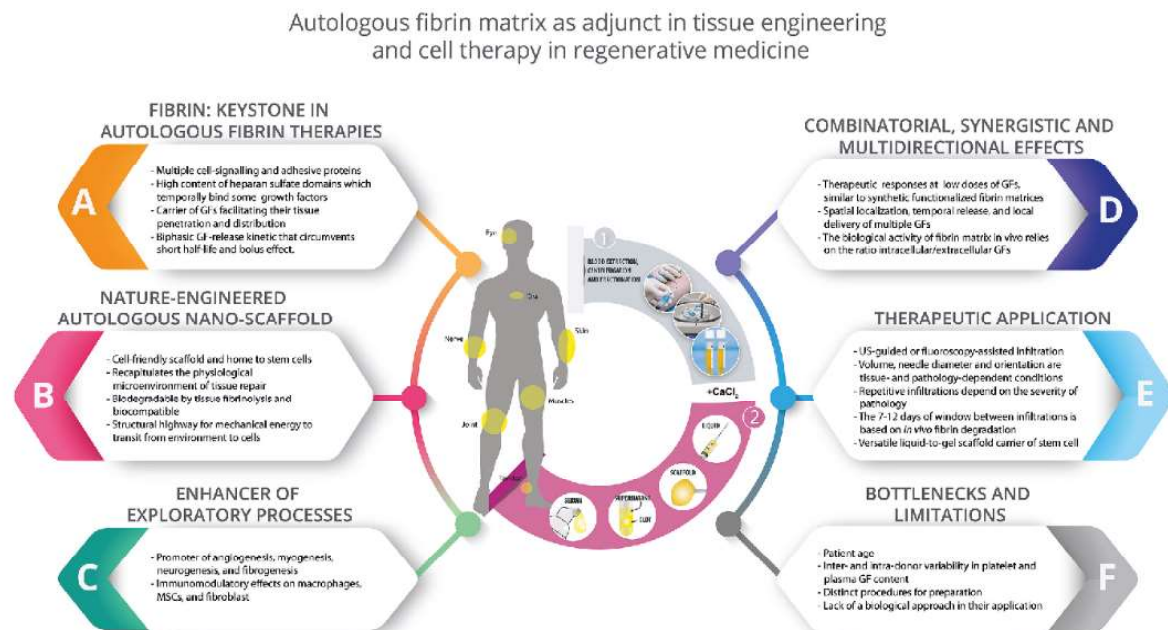 Autologous fibrin matrix as adjunct in tissue engineering
and cell therapy in regenerative medicine
FIBRIN: KEYSTONE IN
AUTOLOGOUS FIBRIN THERAPIES
A
- Multiple cell-signalling and adhesive proteins
- High content of heparan sulfate domains which
temporally bind some growth factors
- Carrier of GFs facilitating their tissue
penetration and distribution
- Biphasic GF-release kinetic that circumvents
short half-life and bolus effect.
NATURE-ENGINEERED
AUTOLOGOUS NANO-SCAFFOLD
B
- Cell-friendly scaffold and home to stem cells
- Recapitulates the physiological
microenvironment of tissue repair
- Biodegradable by tissue fibrinolysis and
biocompatible
- Structural highway for mechanical energy to
transit from environment to cells
ENHANCER OF
EXPLORATORY PROCESSES
C
- Promoter of angiogenesis, myogenesis,
neurogenesis, and fibrogenesis
- Immunomodulatory effects on macrophages,
MSCs, and fibroblast
Eye
Nerve
Skin
Muscles
Joint
1
BLOOD EXTRACTION,
CENTRIFUGATION
AND FRACTIONATION
+CaCl2
2
LIQUID
SCAFFOLD
SUPERNATANT
CLOT
COMBINATORIAL, SYNERGISTIC AND
MULTIDIRECTIONAL EFFECTS
D
- Therapeutic responses at low doses of GFs,
similar to synthetic functionalized fibrin matrices
- Spatial localization, temporal release, and local
delivery of multiple GFs
- The biological activity of fibrin matrix in vivo relies
on the ratio intracellular/extracellular GFs
THERAPEUTIC APPLICATION
E
- US-guided or fluoroscopy-assisted infiltration
- Volume, needle diameter and orientation are
tissue- and pathology-dependent conditions
- Repetitive infiltrations depend on the severity of
pathology
- The 7-12 days of window between infiltrations is
based on in vivo fibrin degradation
- Versatile liquid-to-gel scaffold carrier of stem cell
BOTTLENECKS AND
LIMITATIONS
F
- Patient age
- Inter- and intra-donor variability in platelet and
plasma GF content
- Distinct procedures for preparation
- Lack of a biological approach in their application